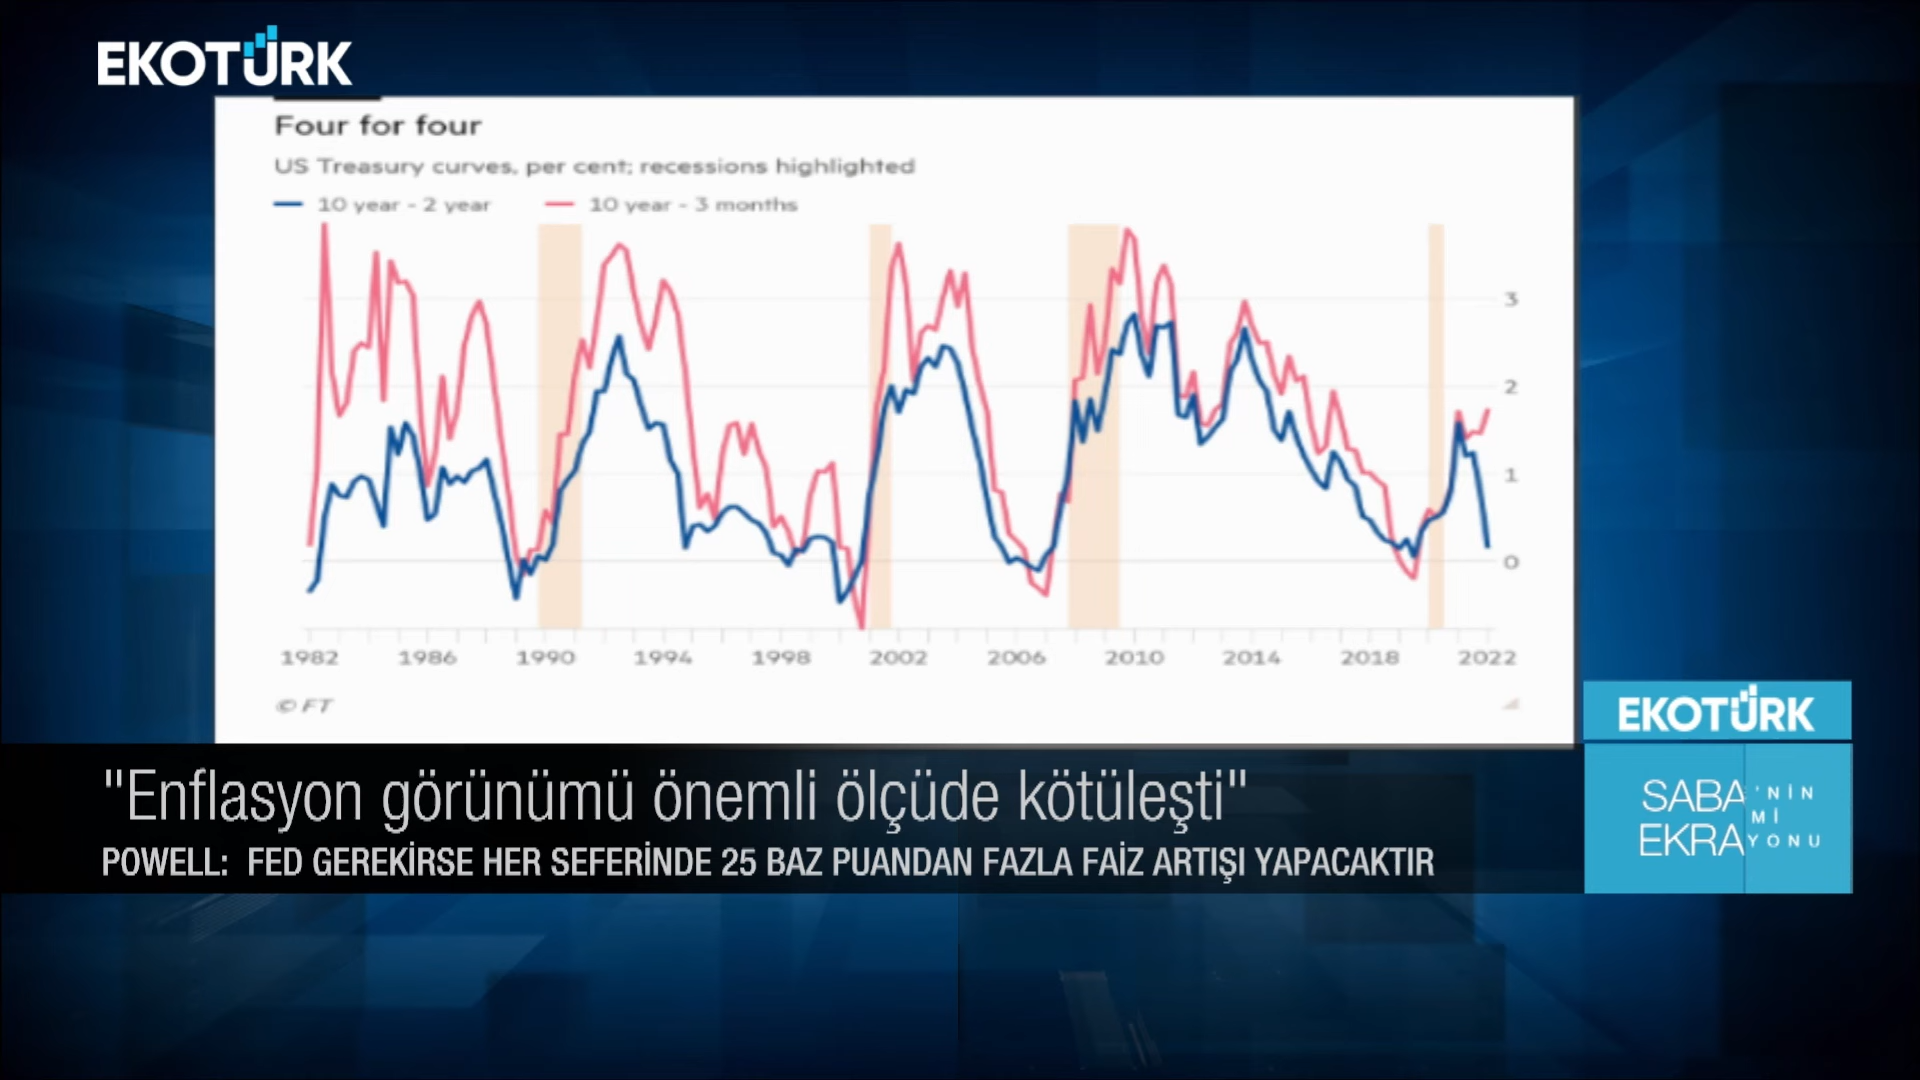 EKOTÜRK
Four for four
US Treasury curves, per cent; recessions highlighted
10 year - 2 year
10 year - 3 months
3
2
1
0
1982 1986 1990 1994 1998 2002 2006 2010 2014 2018 2022
© FT
EKOTÜRK
"Enflasyon görünümü önemli ölçüde kötüleşti"
POWELL: FED GEREKİRSE HER SEFERİNDE 25 BAZ PUANDAN FAZLA FAİZ ARTIŞI YAPACAKTIR
SABA 'NİN
Mİ
EKRA YONU